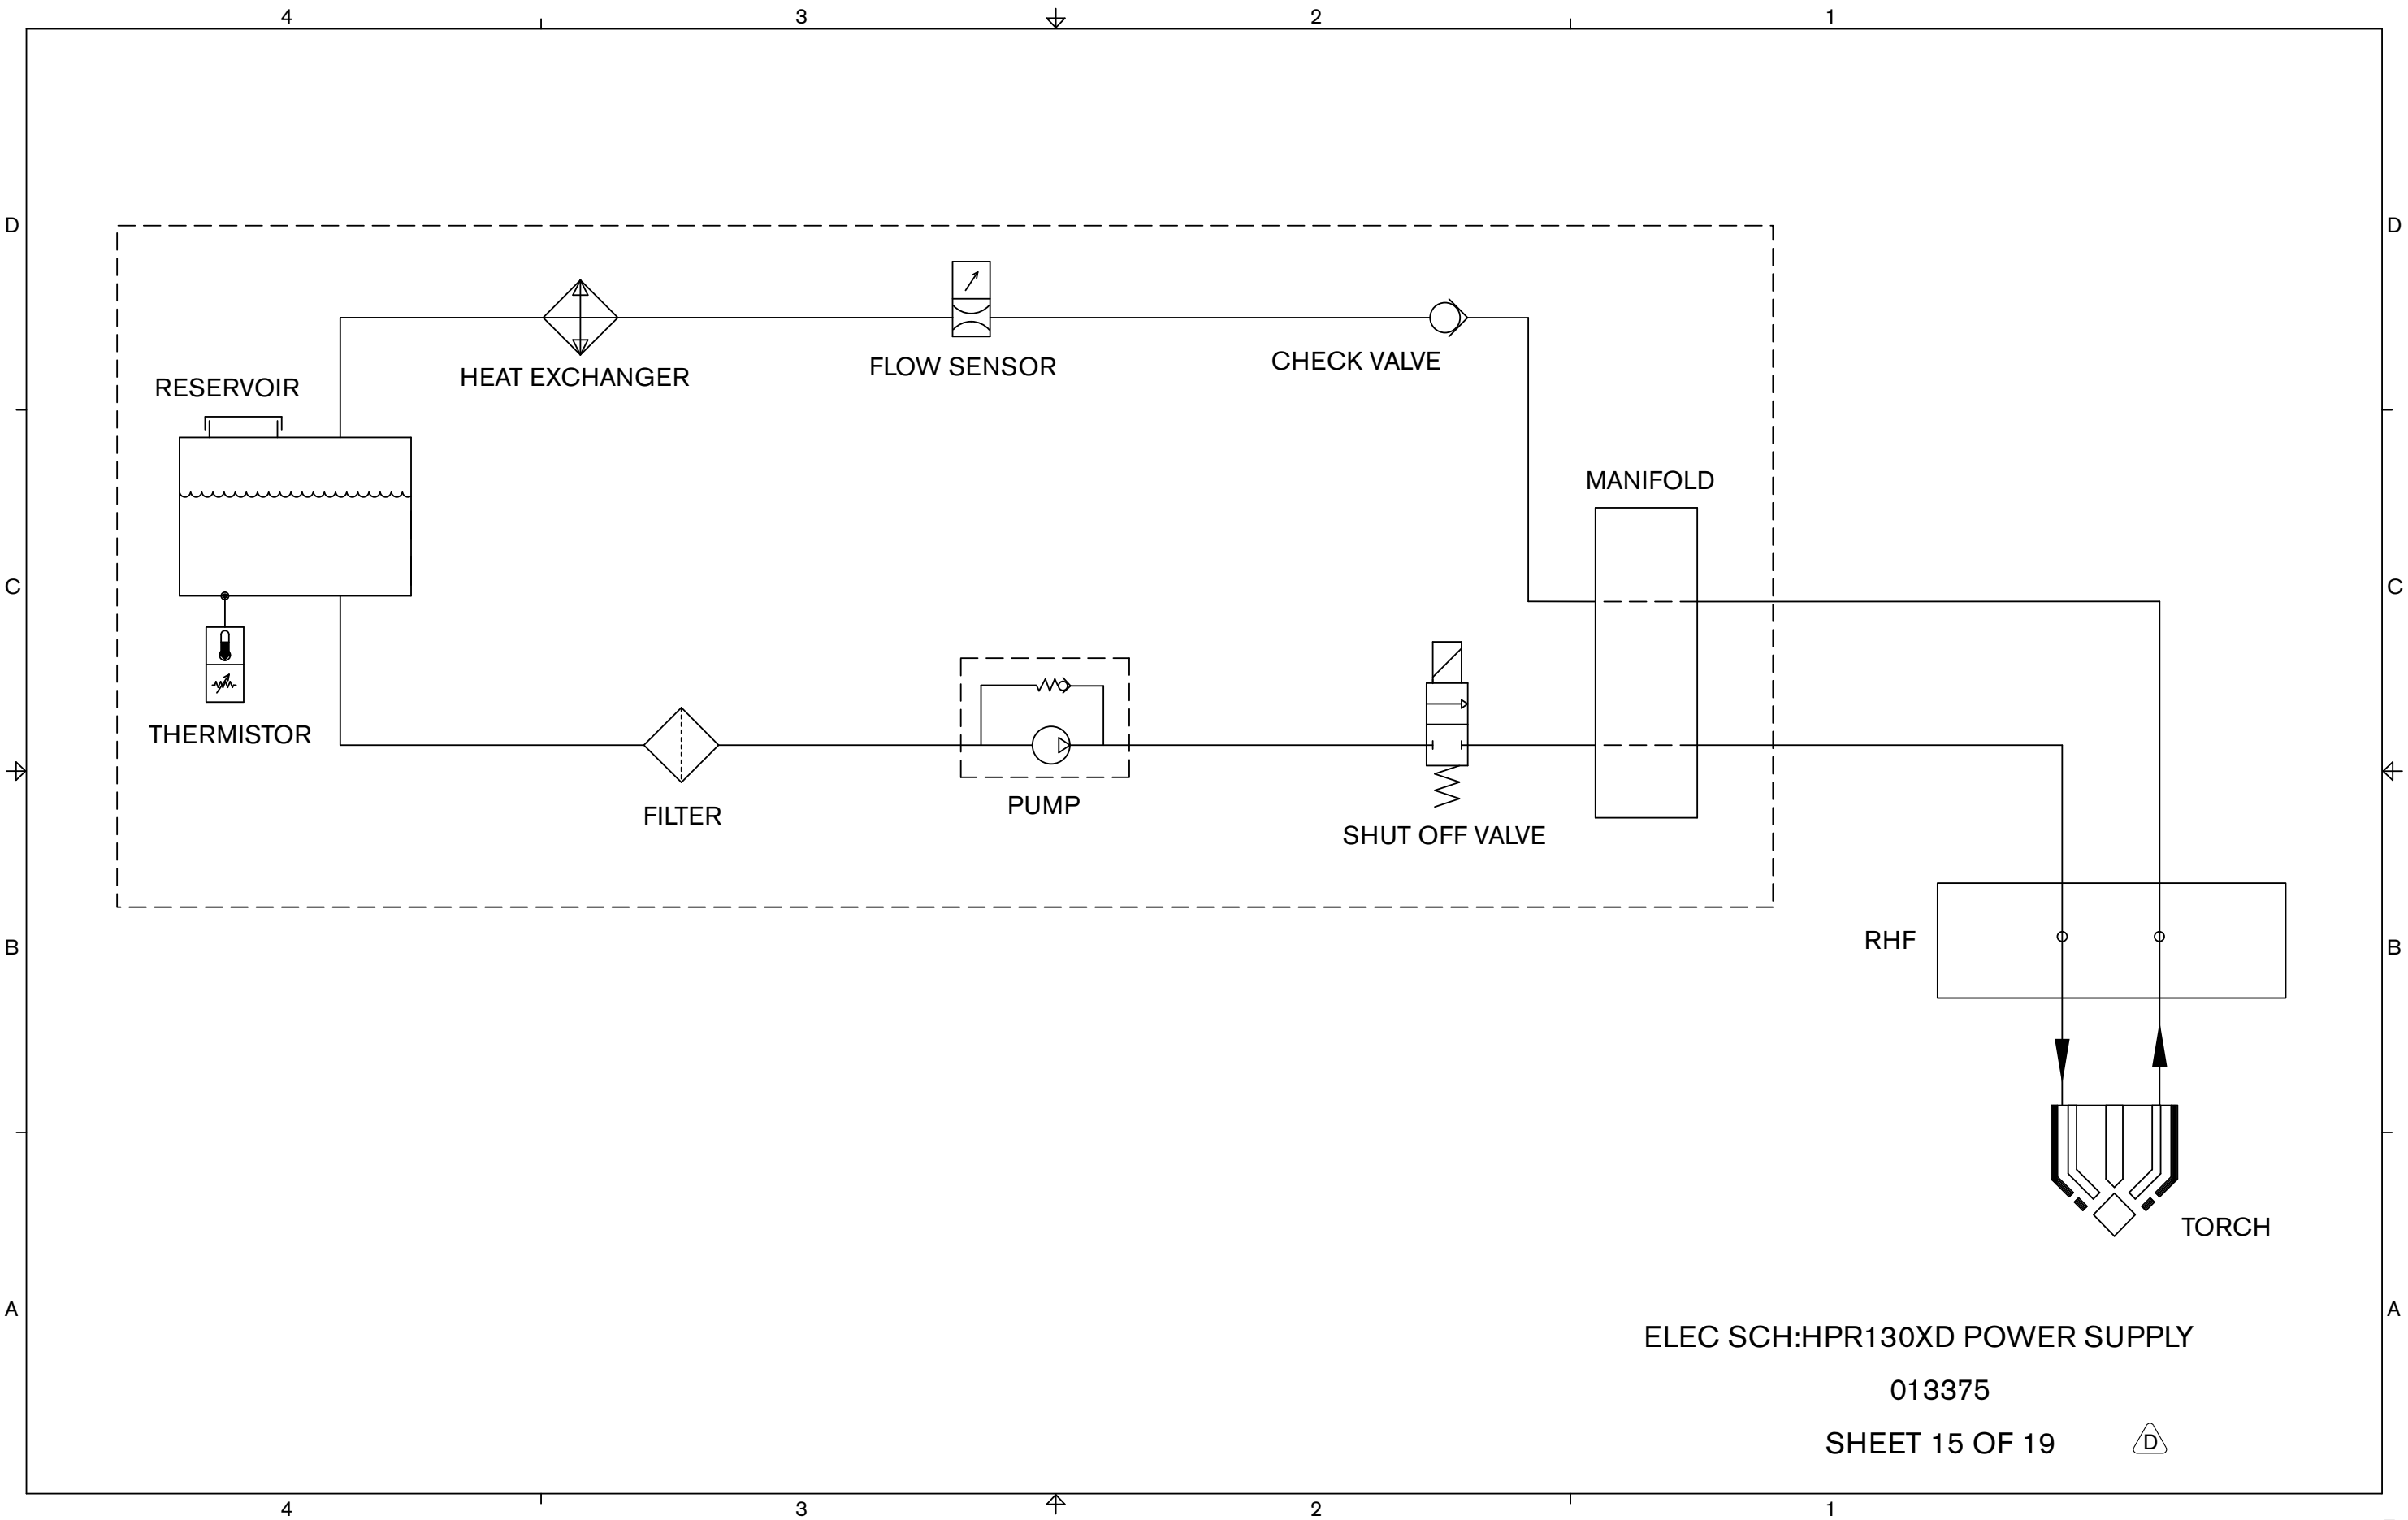 4 3 2 1
D D
HEAT EXCHANGER
FLOW SENSOR
CHECK VALVE
RESERVOIR
MANIFOLD
C C
THERMISTOR
FILTER
PUMP
SHUT OFF VALVE
RHF
B B
TORCH
A A
ELEC SCH:HPR130XD POWER SUPPLY
013375
SHEET 15 OF 19 D
4 3 2 1